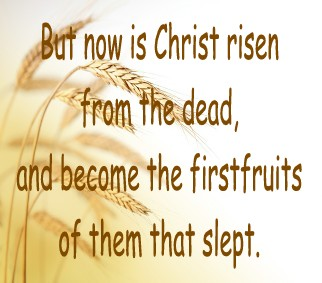 But now is Christ risen
from the dead,
and become the firstfruits
of them that slept.